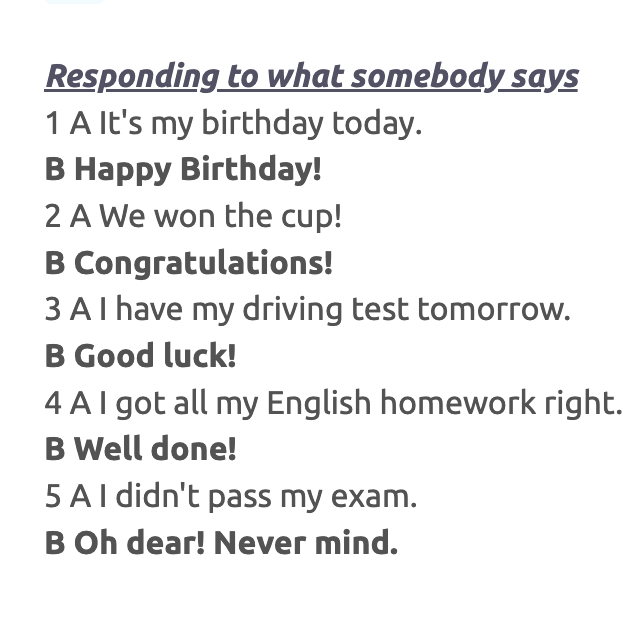 Responding to what somebody says
1 A It's my birthday today.
B Happy Birthday!
2 A We won the cup!
B Congratulations!
3 A I have my driving test tomorrow.
B Good luck!
4 A I got all my English homework right.
B Well done!
5 A I didn't pass my exam.
B Oh dear! Never mind.